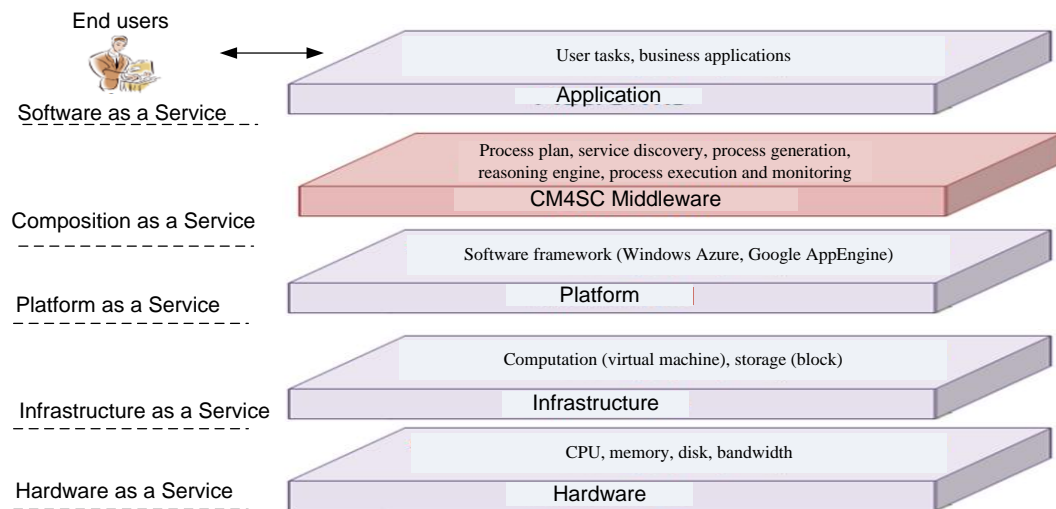 End users
User tasks, business applications
Application
Software as a Service
Process plan, service discovery, process generation,
reasoning engine, process execution and monitoring
CM4SC Middleware
Composition as a Service
Software framework (Windows Azure, Google AppEngine)
Platform
Platform as a Service
Computation (virtual machine), storage (block)
Infrastructure
Infrastructure as a Service
CPU, memory, disk, bandwidth
Hardware
Hardware as a Service